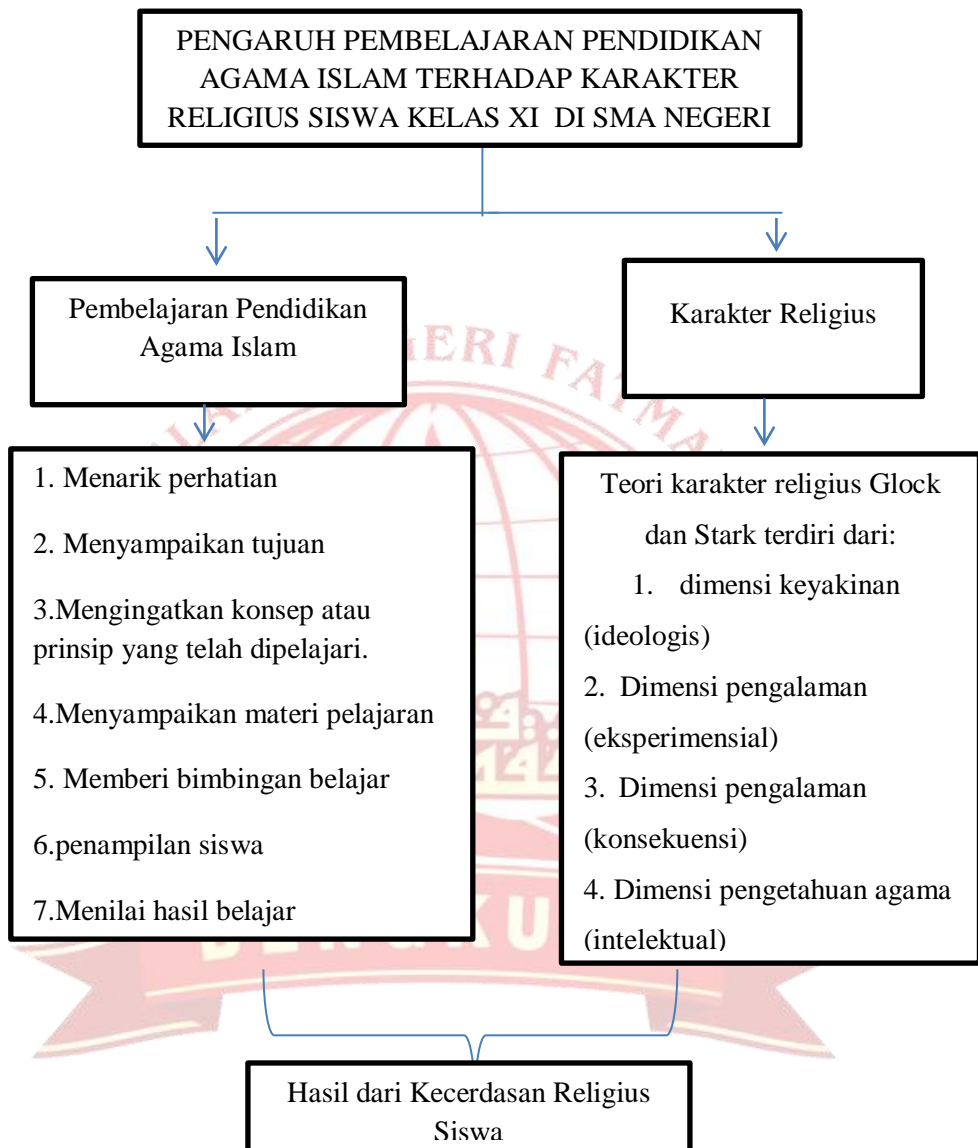 PENGARUH PEMBELAJARAN PENDIDIKAN
AGAMA ISLAM TERHADAP KARAKTER
RELIGIUS SISWA KELAS XI DI SMA NEGERI
Pembelajaran Pendidikan
Agama Islam
Karakter Religius
GERI FATMA
1. Menarik perhatian
2. Menyampaikan tujuan
3.Mengingatkan konsep atau
prinsip yang telah dipelajari.
4.Menyampaikan materi pelajaran
5. Memberi bimbingan belajar
6.penampilan siswa
7.Menilai hasil belajar
Teori karakter religius Glock
dan Stark terdiri dari:
1. dimensi keyakinan
(ideologis)
2. Dimensi pengalaman
(eksperimensial)
3. Dimensi pengalaman
(konsekuensi)
4. Dimensi pengetahuan agama
(intelektual)
Hasil dari Kecerdasan Religius
Siswa